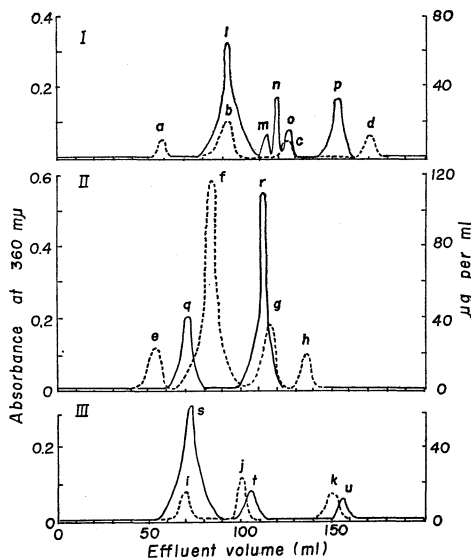 I
II
III
0.4
0.2
0
0.6
0.4
0,2
0
0.2
0
80
40
0
120
80
40
0
40
0
a
l
b
m
n
o
c
p
d
e
q
f
r
g
h
s
i
j
t
k
u
0
50
100
150
Absorbance at 360 mμ
μg per ml
Effluent volume (ml)